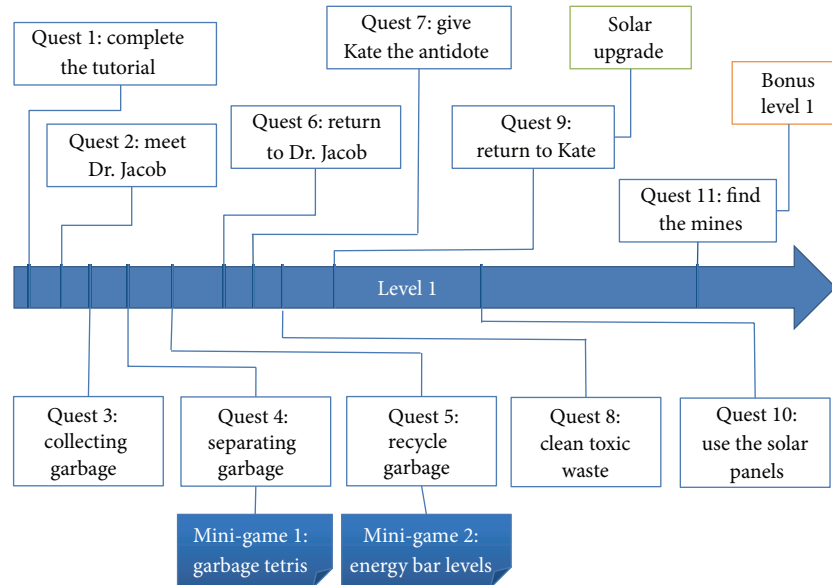 Quest 1: complete
the tutorial
Quest 2: meet
Dr. Jacob
Quest 6: return
to Dr. Jacob
Quest 7: give
Kate the antidote
Quest 9:
return to Kate
Solar
upgrade
Quest 11: find
the mines
Bonus
level 1
Level 1
Quest 3:
collecting
garbage
Quest 4:
separating
garbage
Quest 5:
recycle
garbage
Quest 8:
clean toxic
waste
Quest 10:
use the solar
panels
Mini-game 1:
garbage tetris
Mini-game 2:
energy bar levels